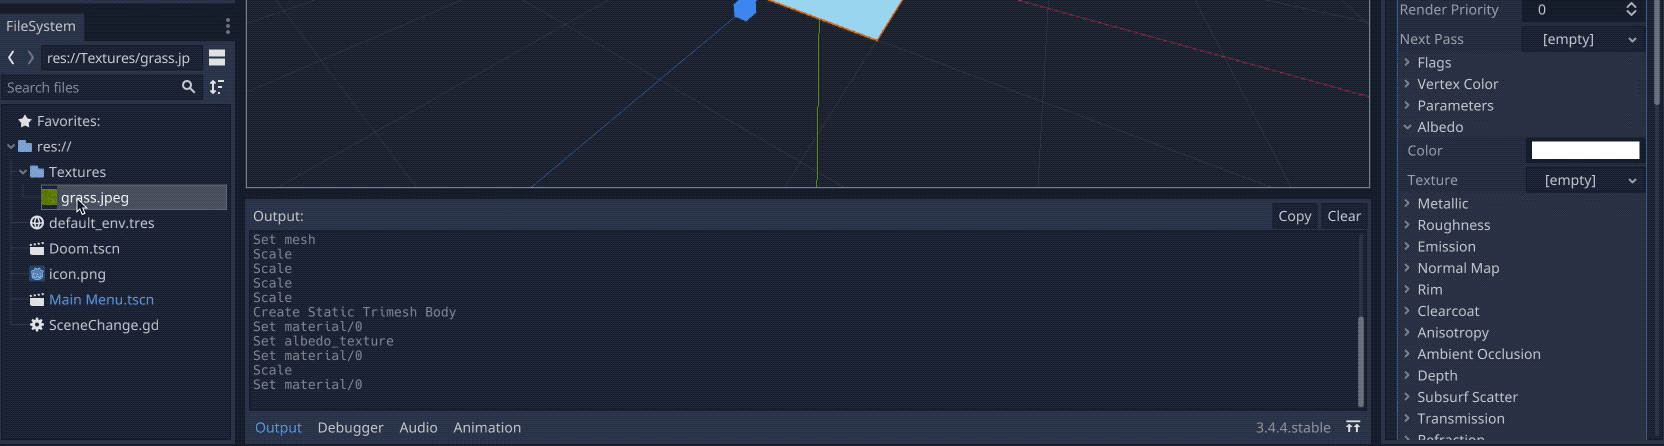 FileSystem
res://Textures/grass.jp
Search files
Favorites:
res://
Textures
grass.jpeg
default_env.tres
Doom.tscn
icon.png
Main Menu.tscn
SceneChange.gd
Output:
Copy
Clear
Set mesh
Scale
Scale
Scale
Scale
Create Static Trimesh Body
Set material/0
Set albedo_texture
Set material/0
Scale
Set material/0
Output
Debugger
Audio
Animation
3.4.4.stable
Render Priority
0
Next Pass
[empty]
Flags
Vertex Color
Parameters
Albedo
Color
Texture
[empty]
Metallic
Roughness
Emission
Normal Map
Rim
Clearcoat
Anisotropy
Ambient Occlusion
Depth
Subsurf Scatter
Transmission
Refraction